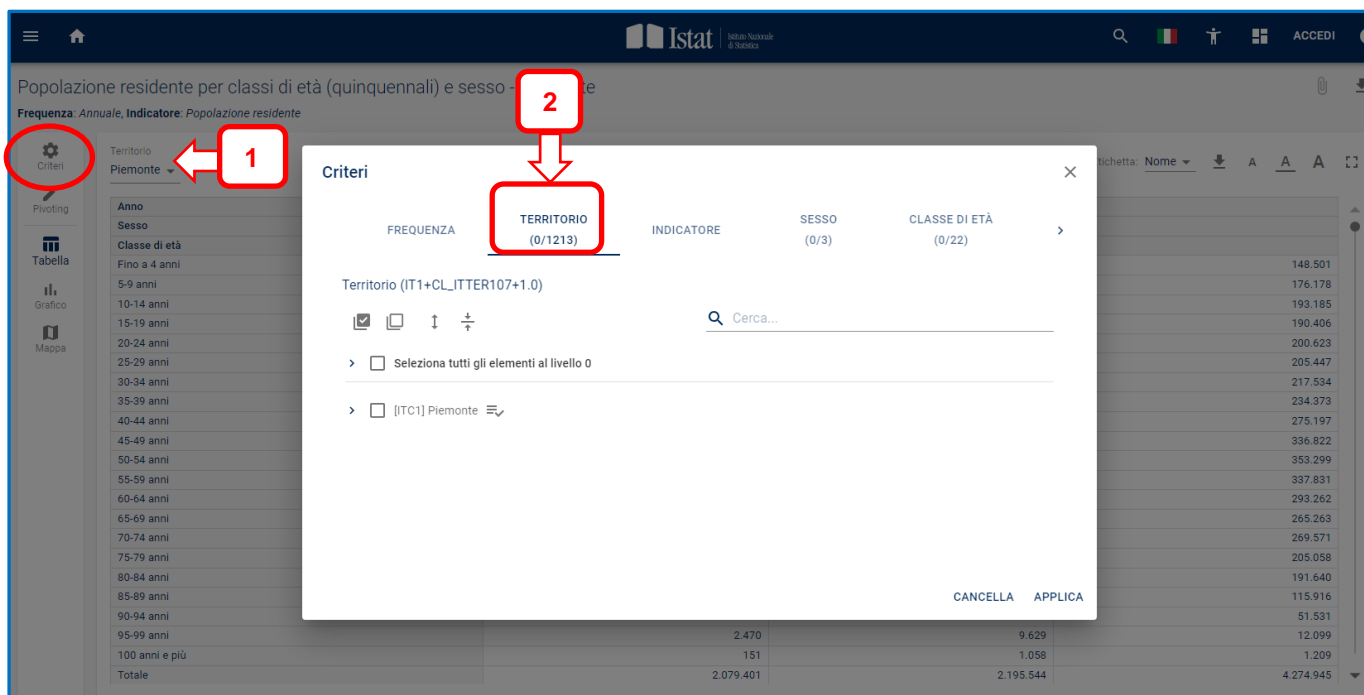 Istat Istituto Nazionale
di Statistica
ACCEDI
Popolazione residente per classi di età (quinquennali) e sesso -
Frequenza: Annuale, Indicatore: Popolazione residente
2
Criteri
Territorio
Piemonte
1
Etichetta: Nome
A A A
Pivoting
Tabella
Grafico
Mappa
Criteri
FREQUENZA
TERRITORIO
(0/1213)
INDICATORE
SESSO
(0/3)
CLASSE DI ETÀ
(0/22)
Territorio (IT1+CL_ITTER107+1.0)
Cerca...
Seleziona tutti gli elementi al livello 0
[ITC1] Piemonte
CANCELLA APPLICA
Anno
Sesso
Classe di età
Fino a 4 anni 148.501
5-9 anni 176.178
10-14 anni 193.185
15-19 anni 190.406
20-24 anni 200.623
25-29 anni 205.447
30-34 anni 217.534
35-39 anni 234.373
40-44 anni 275.197
45-49 anni 336.822
50-54 anni 353.299
55-59 anni 337.831
60-64 anni 293.262
65-69 anni 265.263
70-74 anni 269.571
75-79 anni 205.058
80-84 anni 191.640
85-89 anni 115.916
90-94 anni 51.531
95-99 anni 2.470 9.629 12.099
100 anni e più 151 1.058 1.209
Totale 2.079.401 2.195.544 4.274.945